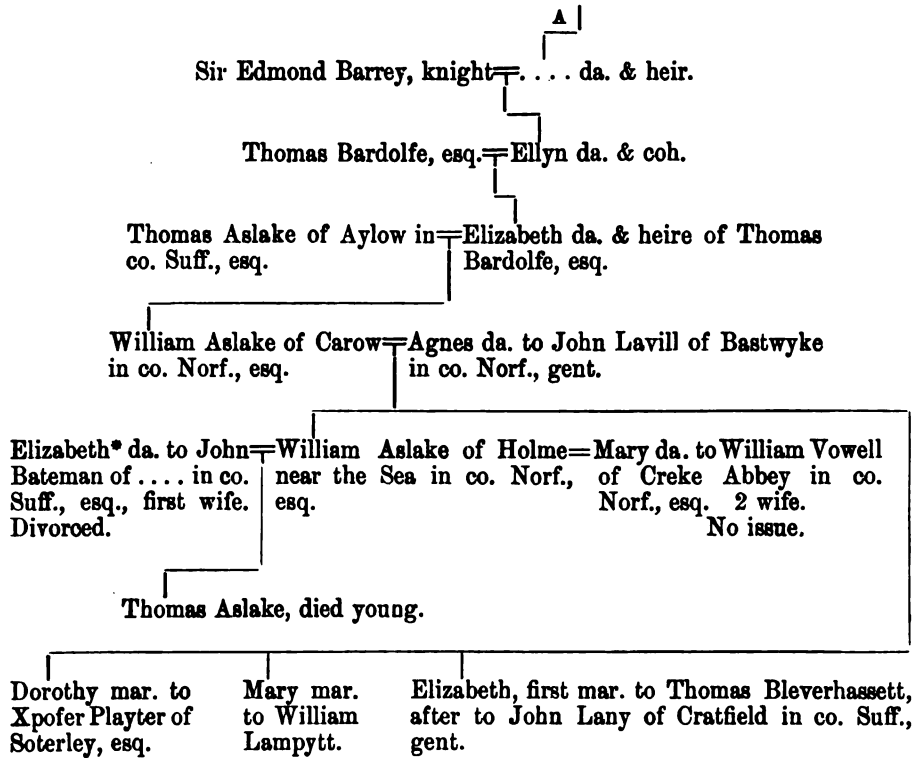 A
Sir Edmond Barrey, knight=. . . . da. & heir.
Thomas Bardolfe, esq.=Ellyn da. & coh.
Thomas Aslake of Aylow in=Elizabeth da. & heire of Thomas
co. Suff., esq. Bardolfe, esq.
William Aslake of Carow=Agnes da. to John Lavill of Bastwyke
in co. Norf., esq. in co. Norf., gent.
Elizabeth* da. to John=William Aslake of Holme=Mary da. to William Vowell
Bateman of . . . . in co. near the Sea in co. Norf., of Creke Abbey in co.
Suff., esq., first wife. esq. Norf., esq. 2 wife.
Divorced. No issue.
Thomas Aslake, died young.
Dorothy mar. to Mary mar. Elizabeth, first mar. to Thomas Bleverhassett,
Xpofer Playter of to William after to John Lany of Cratfield in co. Suff.,
Soterley, esq. Lampytt. gent.